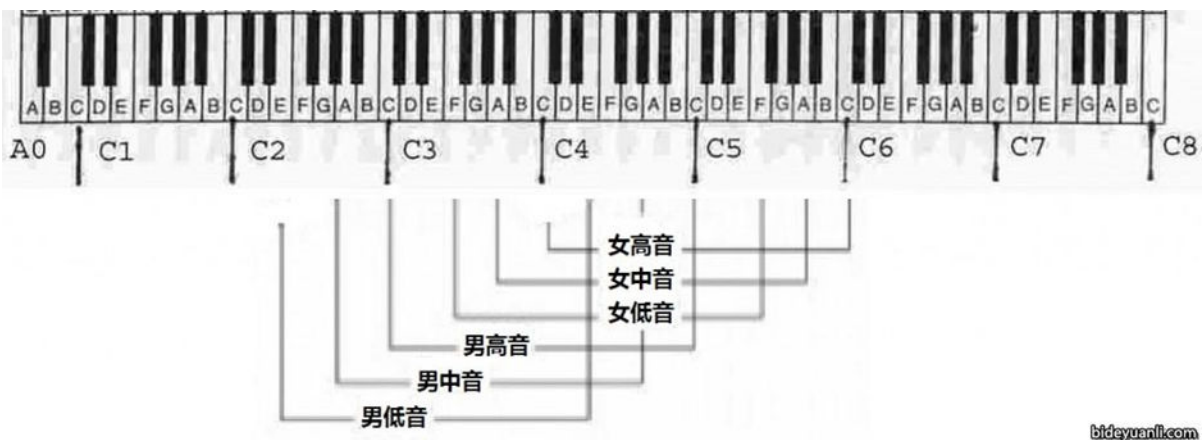 A B C D E F G A B C D E F G A B C D E F G A B C D E F G A B C D E F G A B C D E F G A B C D E F G A B C
A0 C1 C2 C3 C4 C5 C6 C7 C8
女高音
女中音
女低音
男高音
男中音
男低音
bideyuanli.com